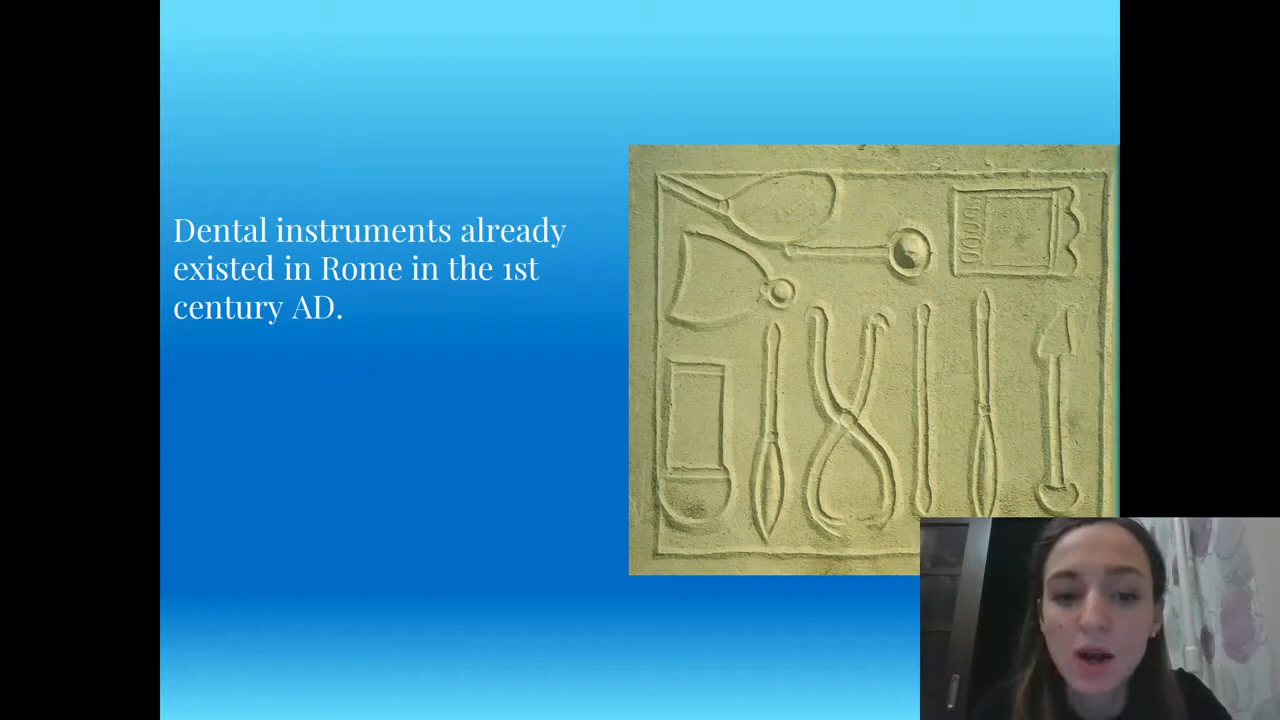 Dental instruments already
existed in Rome in the 1st
century AD.